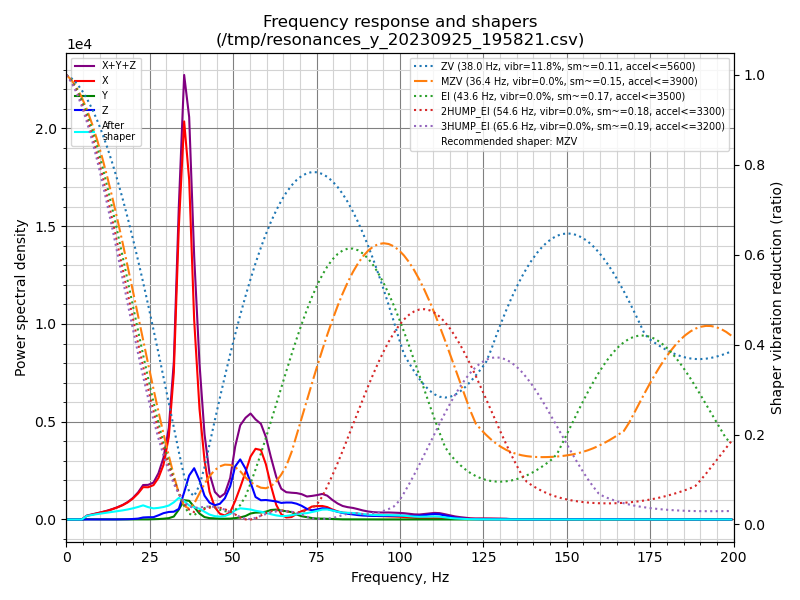 Frequency response and shapers
(/tmp/resonances_y_20230925_195821.csv)
1e4
X+Y+Z
X
Y
Z
After
shaper
ZV (38.0 Hz, vibr=11.8%, sm~=0.11, accel<=5600)
MZV (36.4 Hz, vibr=0.0%, sm~=0.15, accel<=3900)
EI (43.6 Hz, vibr=0.0%, sm~=0.17, accel<=3500)
2HUMP_EI (54.6 Hz, vibr=0.0%, sm~=0.18, accel<=3300)
3HUMP_EI (65.6 Hz, vibr=0.0%, sm~=0.19, accel<=3200)
Recommended shaper: MZV
Power spectral density
2.0
1.5
1.0
0.5
0.0
1.0
0.8
0.6
0.4
0.2
0.0
Shaper vibration reduction (ratio)
0 25 50 75 100 125 150 175 200
Frequency, Hz